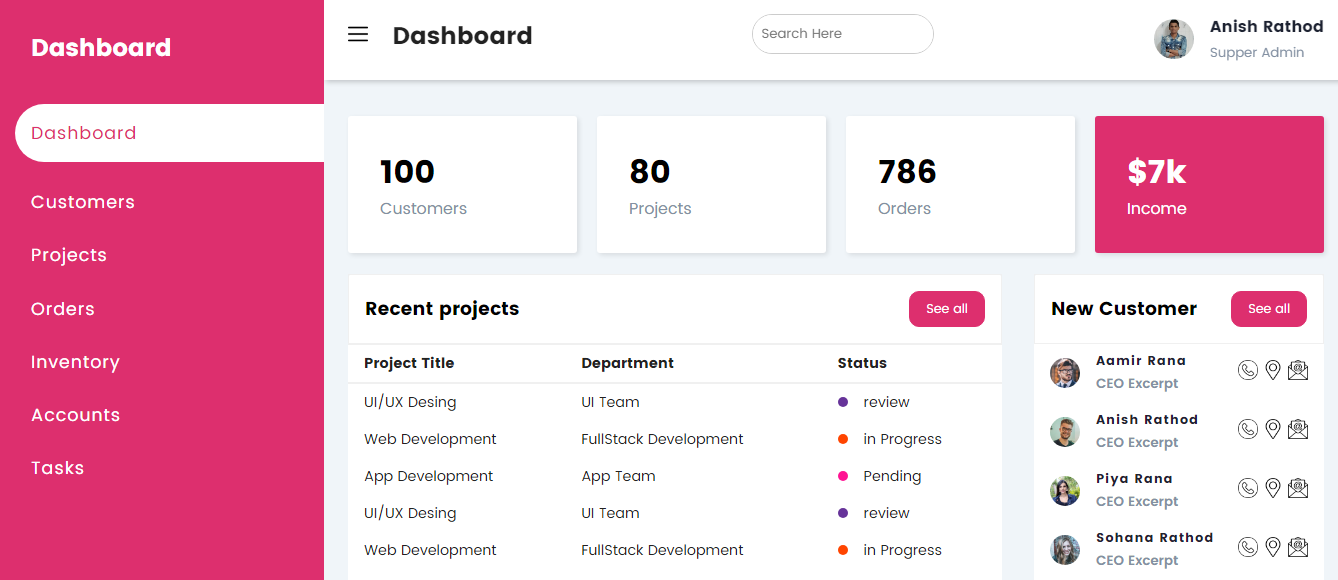 Dashboard
Dashboard
Customers
Projects
Orders
Inventory
Accounts
Tasks
Dashboard
Search Here
Anish Rathod
Supper Admin
100
Customers
80
Projects
786
Orders
$7k
Income
Recent projects
See all
Project Title Department Status
UI/UX Desing UI Team review
Web Development FullStack Development in Progress
App Development App Team Pending
UI/UX Desing UI Team review
Web Development FullStack Development in Progress
New Customer
See all
Aamir Rana
CEO Excerpt
Anish Rathod
CEO Excerpt
Piya Rana
CEO Excerpt
Sohana Rathod
CEO Excerpt